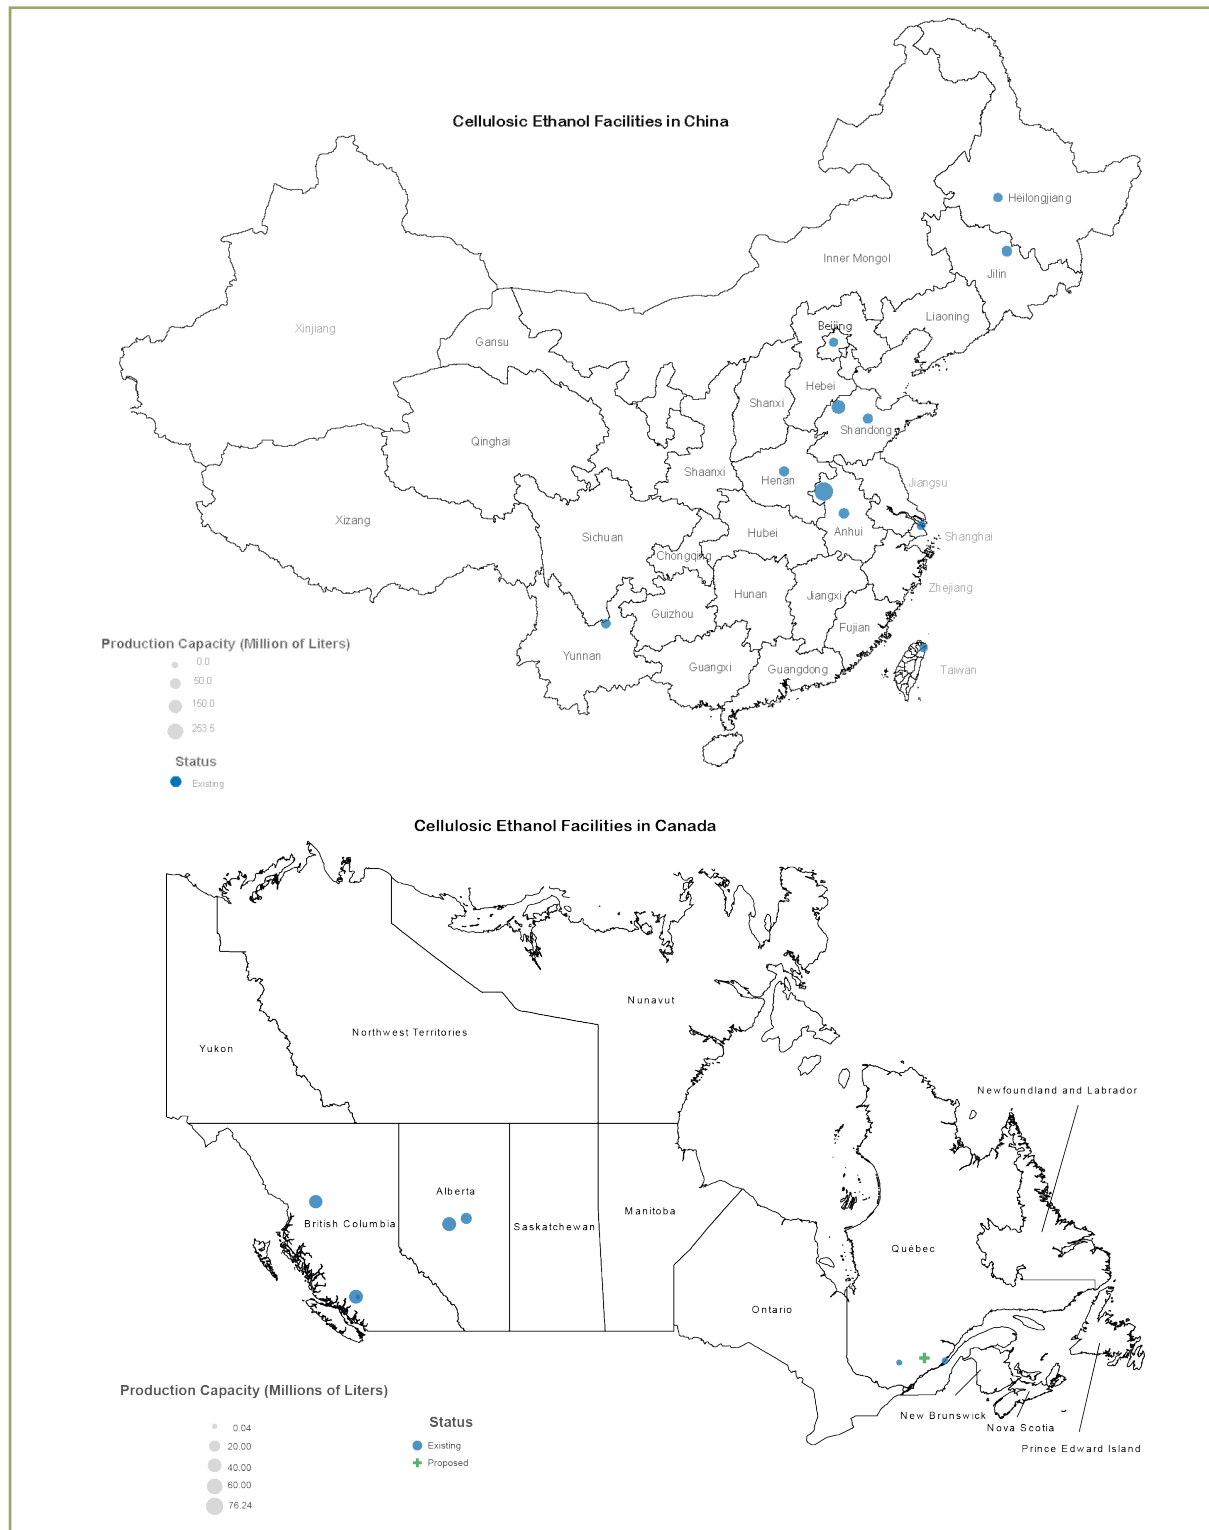 Cellulosic Ethanol Facilities in China
Heilongjiang
Jilin
Inner Mongol
Liaoning
Beijing
Xinjiang
Gansu
Hebei
Shanxi
Shandong
Qinghai
Shaanxi
Henan
Jiangsu
Xizang
Sichuan
Hubei
Anhui
Shanghai
Chongqing
Zhejiang
Hunan
Jiangxi
Guizhou
Fujian
Yunnan
Guangxi
Guangdong
Taiwan
Production Capacity (Million of Liters)
0.0
50.0
150.0
253.5
Status
Existing
Cellulosic Ethanol Facilities in Canada
Nunavut
Northwest Territories
Yukon
Newfoundland and Labrador
Alberta
British Columbia
Saskatchewan
Manitoba
Québec
Ontario
New Brunswick
Nova Scotia
Prince Edward Island
Production Capacity (Millions of Liters)
0.04
20.00
40.00
60.00
76.24
Status
Existing
Proposed